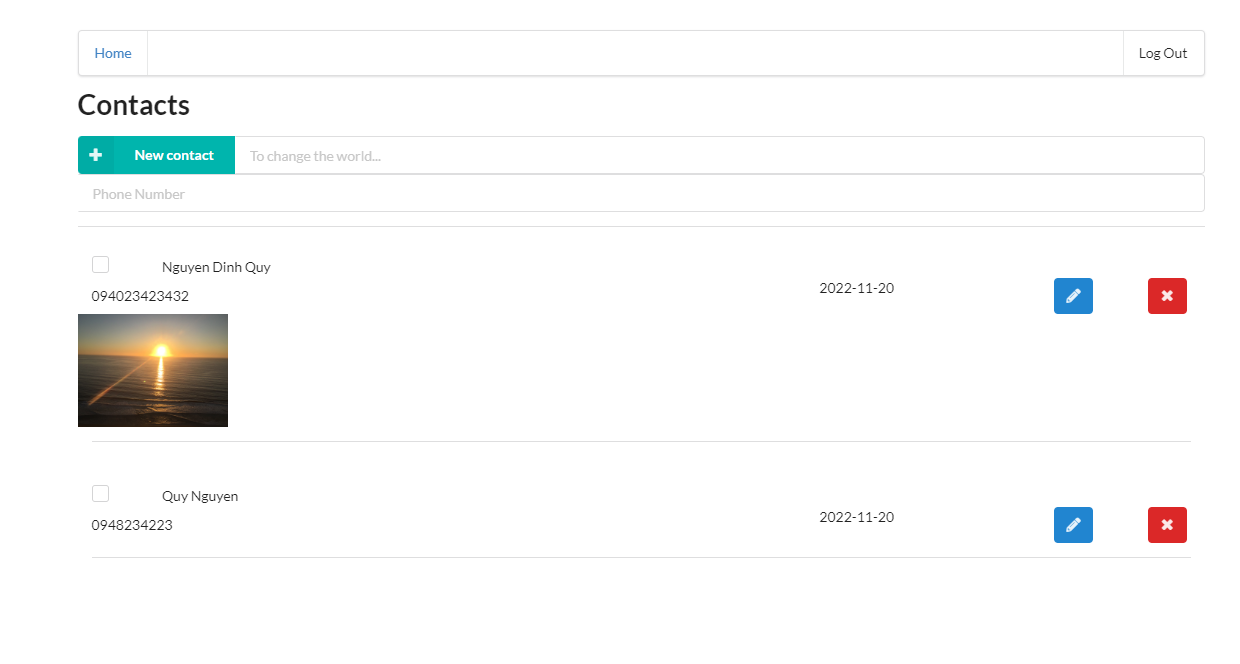 Home Log Out
Contacts
New contact To change the world...
Phone Number
Nguyen Dinh Quy
094023423432 2022-11-20
Quy Nguyen
0948234223 2022-11-20